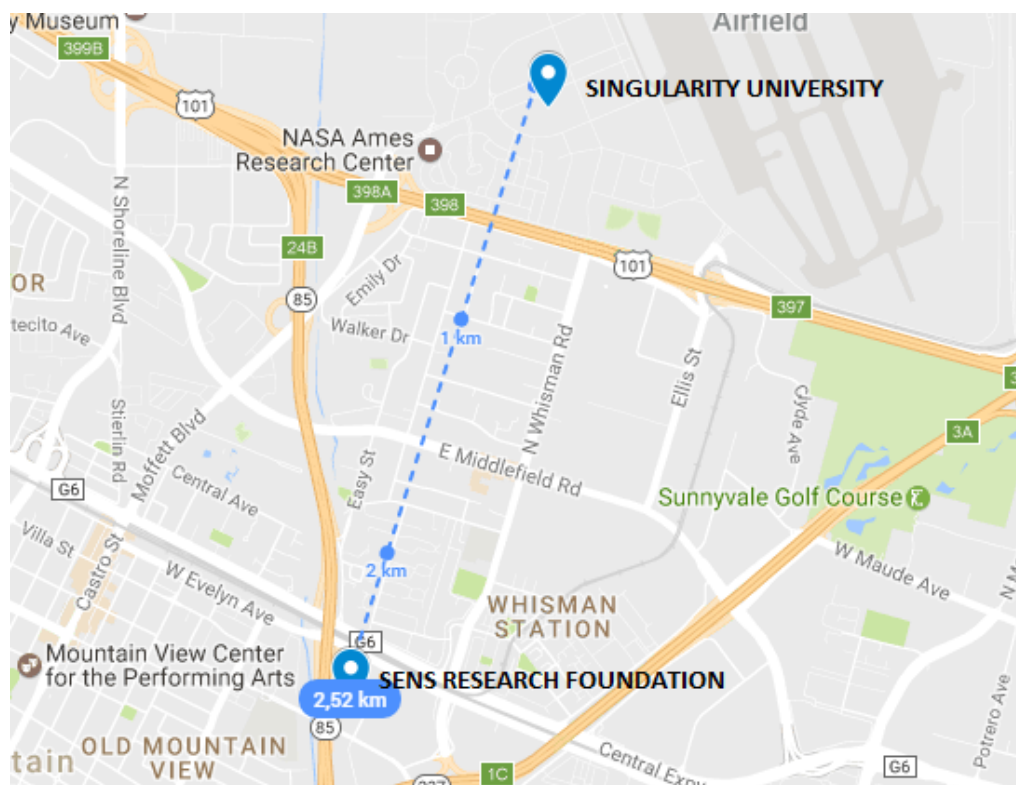 y Museum
Airfield
399B
101
SINGULARITY UNIVERSITY
NASA Ames
Research Center
398A
398
N Shoreline Blvd
24B
101
OR
Emily Dr
85
397
tecito Ave
Walker Dr
1 km
N Whisman Rd
Ellis St
Clyde Ave
3
Stierlin Rd
Moffett Blvd
3A
E Middlefield Rd
G6
Central Ave
Easy St
Sunnyvale Golf Course
Villa St
Castro St
W Evelyn Ave
2 km
W Maude Ave
N M
WHISMAN
STATION
G6
Mountain View Center
for the Performing Arts
SENS RESEARCH FOUNDATION
2,52 km
85
OLD MOUNTAIN
VIEW
tain
Central Expy
Potrero Ave
G6
1C
237